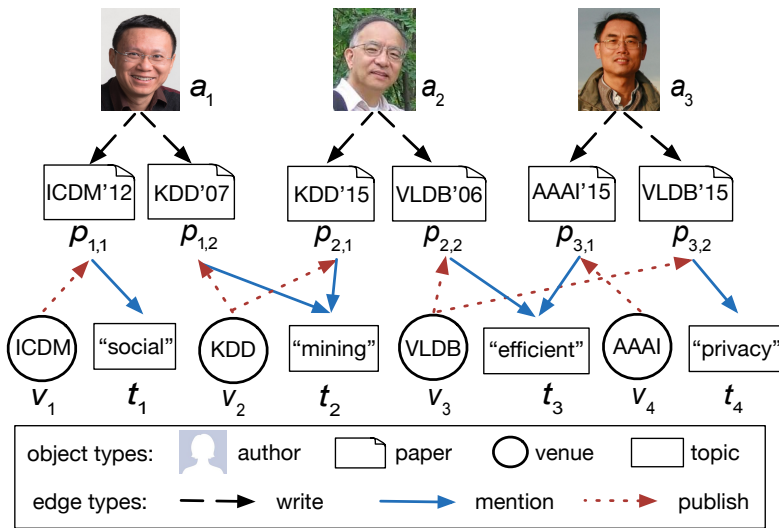 a1 a2 a3
ICDM'12 KDD'07 KDD'15 VLDB'06 AAAI'15 VLDB'15
p1,1 p1,2 p2,1 p2,2 p3,1 p3,2
ICDM "social" KDD "mining" VLDB "efficient" AAAI "privacy"
v1 t1 v2 t2 v3 t3 v4 t4
object types: author paper venue topic
edge types: write mention publish